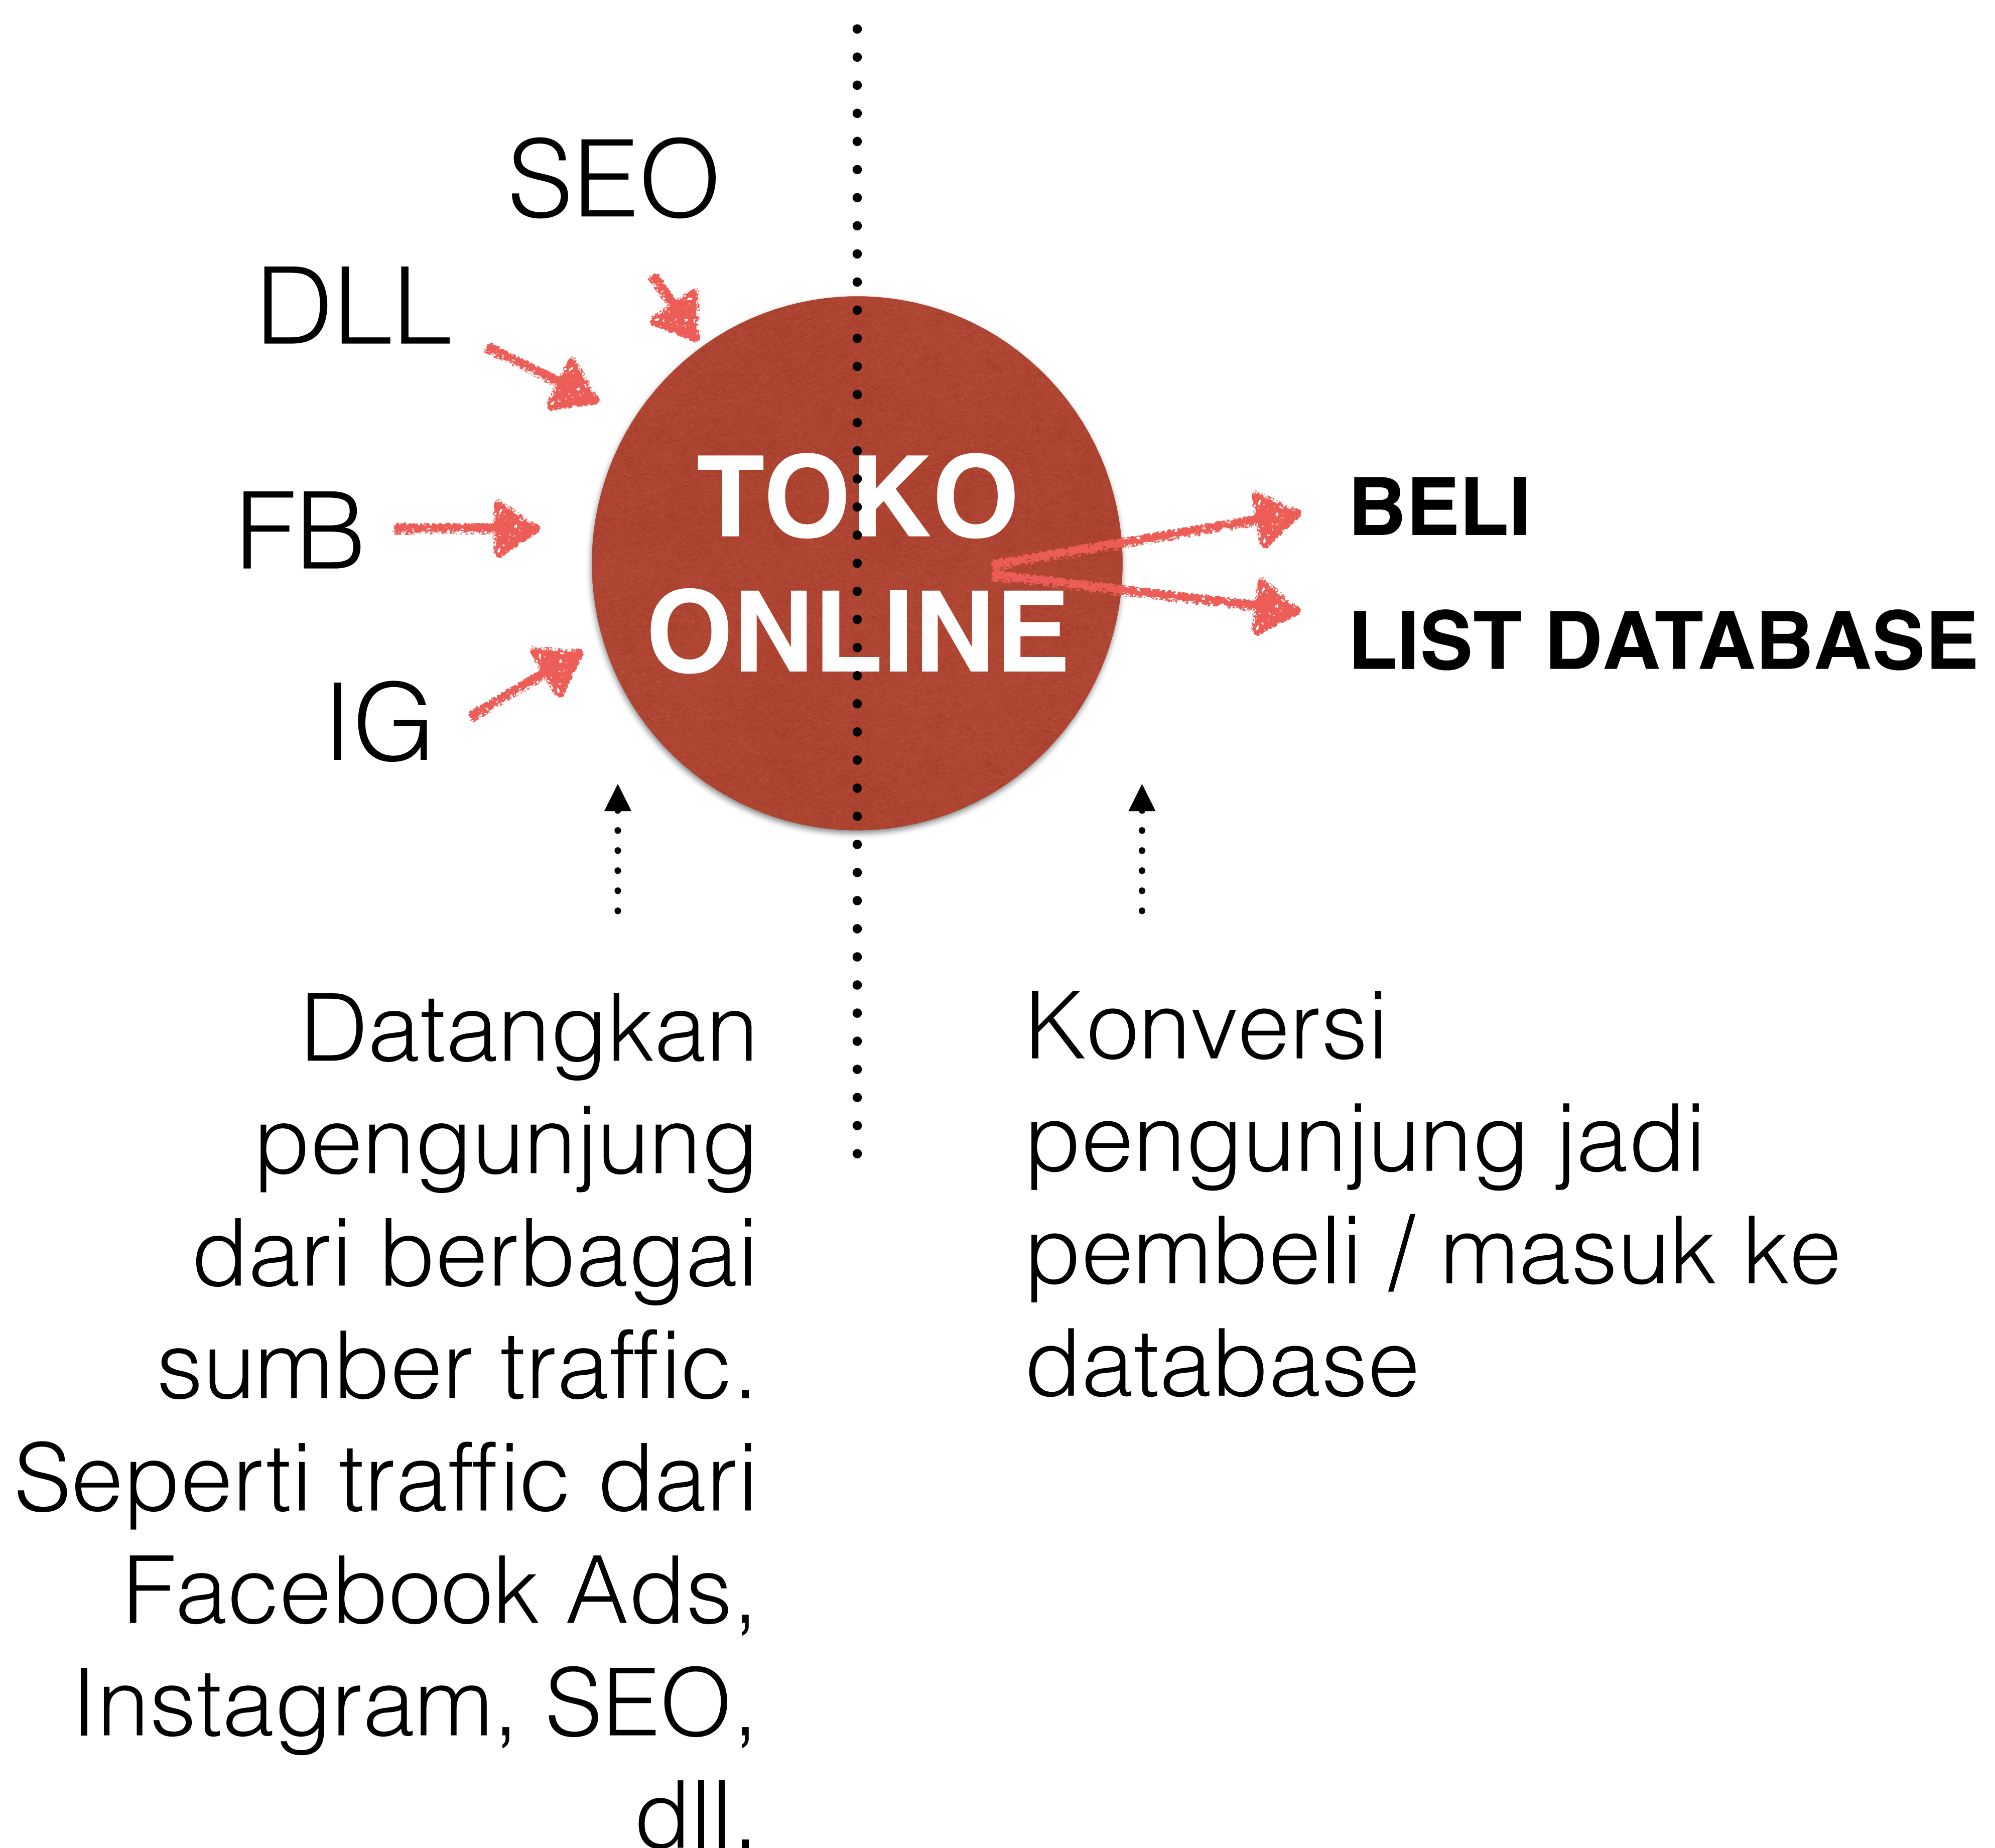 SEO
DLL
FB
IG
TOKO
ONLINE
BELI
LIST DATABASE
Datangkan
pengunjung
dari berbagai
sumber traffic.
Seperti traffic dari
Facebook Ads,
Instagram, SEO,
dll.
Konversi
pengunjung jadi
pembeli / masuk ke
database